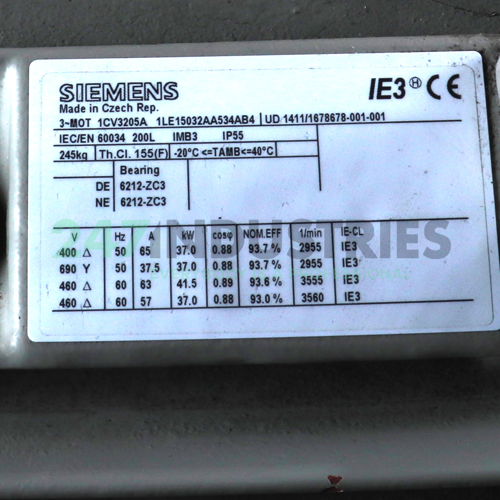 SIEMENS
Made in Czech Rep.
IE3 Ⓗ CE
3~MOT 1CV3205A 1LE15032AA534AB4 UD 1411/1678678-001-001
IEC/EN 60034 200L IMB3 IP55
245kg Th.Cl. 155(F) -20°C <=TAMB<=40°C
Bearing
DE 6212-ZC3
NE 6212-ZC3
V Hz A kW cosφ NOM.EFF 1/min IE-CL
400 Δ 50 65 37.0 0.88 93.7% 2955 IE3
690 Y 50 37.5 37.0 0.88 93.7% 2955 IE3
460 Δ 60 63 41.5 0.89 93.6% 3555 IE3
460 Δ 60 57 37.0 0.88 93.0% 3560 IE3
247 INDUSTRIES